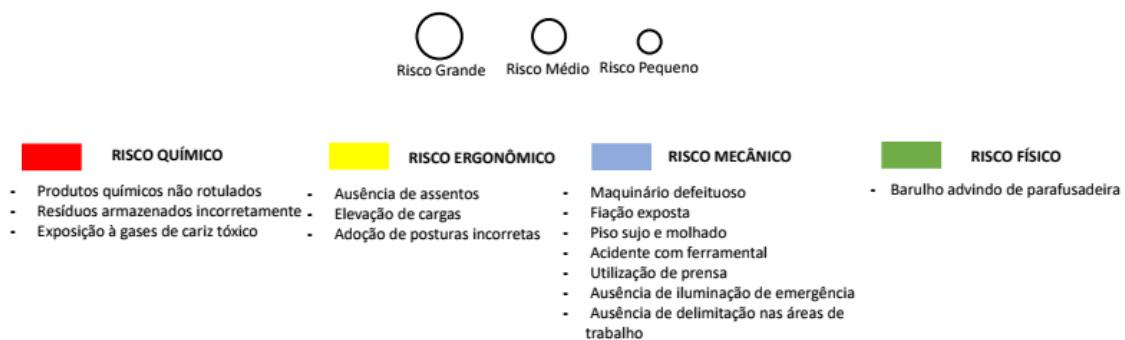 Risco Grande
Risco Médio
Risco Pequeno
RISCO QUÍMICO
- Produtos químicos não rotulados
- Resíduos armazenados incorretamente
- Exposição à gases de cariz tóxico
RISCO ERGONÔMICO
- Ausência de assentos
- Elevação de cargas
- Adoção de posturas incorretas
RISCO MECÂNICO
- Maquinário defeituoso
- Fiação exposta
- Piso sujo e molhado
- Acidente com ferramental
- Utilização de prensa
- Ausência de iluminação de emergência
- Ausência de delimitação nas áreas de
trabalho
RISCO FÍSICO
- Barulho advindo de parafusadeira